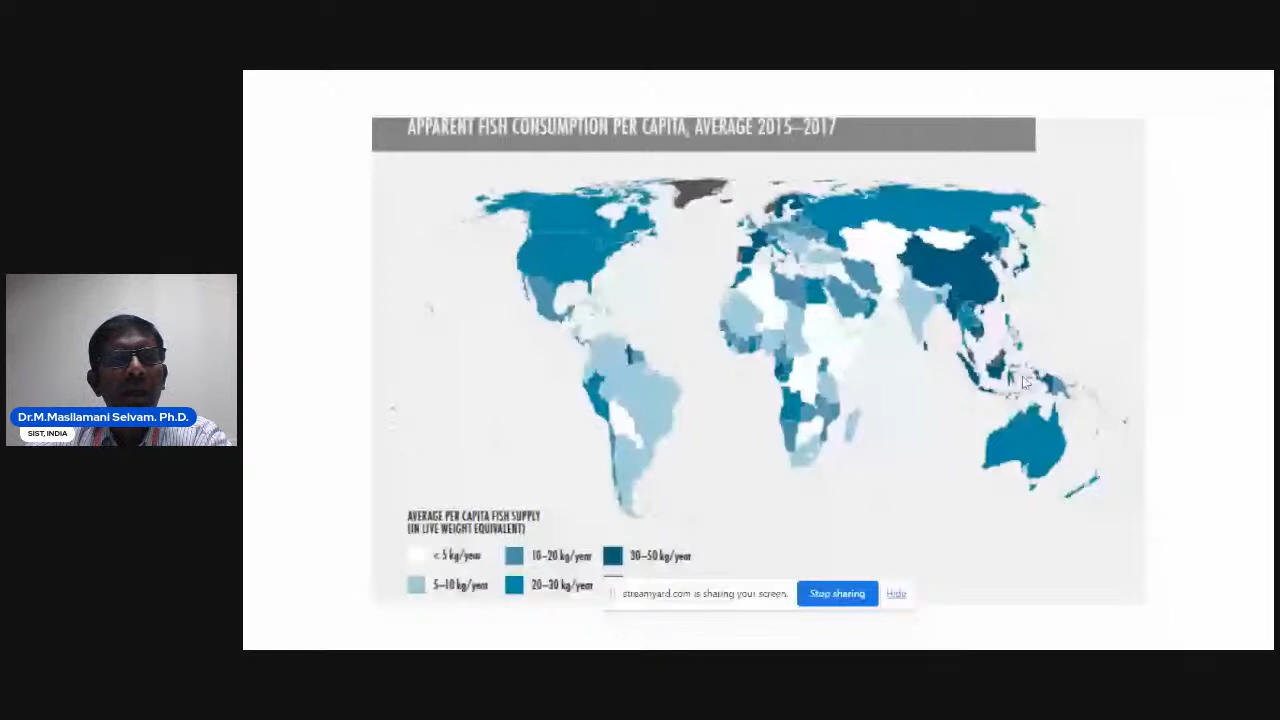 APPARENT FISH CONSUMPTION PER CAPITA, AVERAGE 2015–2017
Dr.M.Masilamani Selvam. Ph.D.
SIST, INDIA
AVERAGE PER CAPITA FISH SUPPLY
(IN LIVE WEIGHT EQUIVALENT)
< 5 kg/year
10–20 kg/year
30–50 kg/year
5–10 kg/year
20–30 kg/year
streamyard.com is sharing your screen.
Stop sharing
Hide